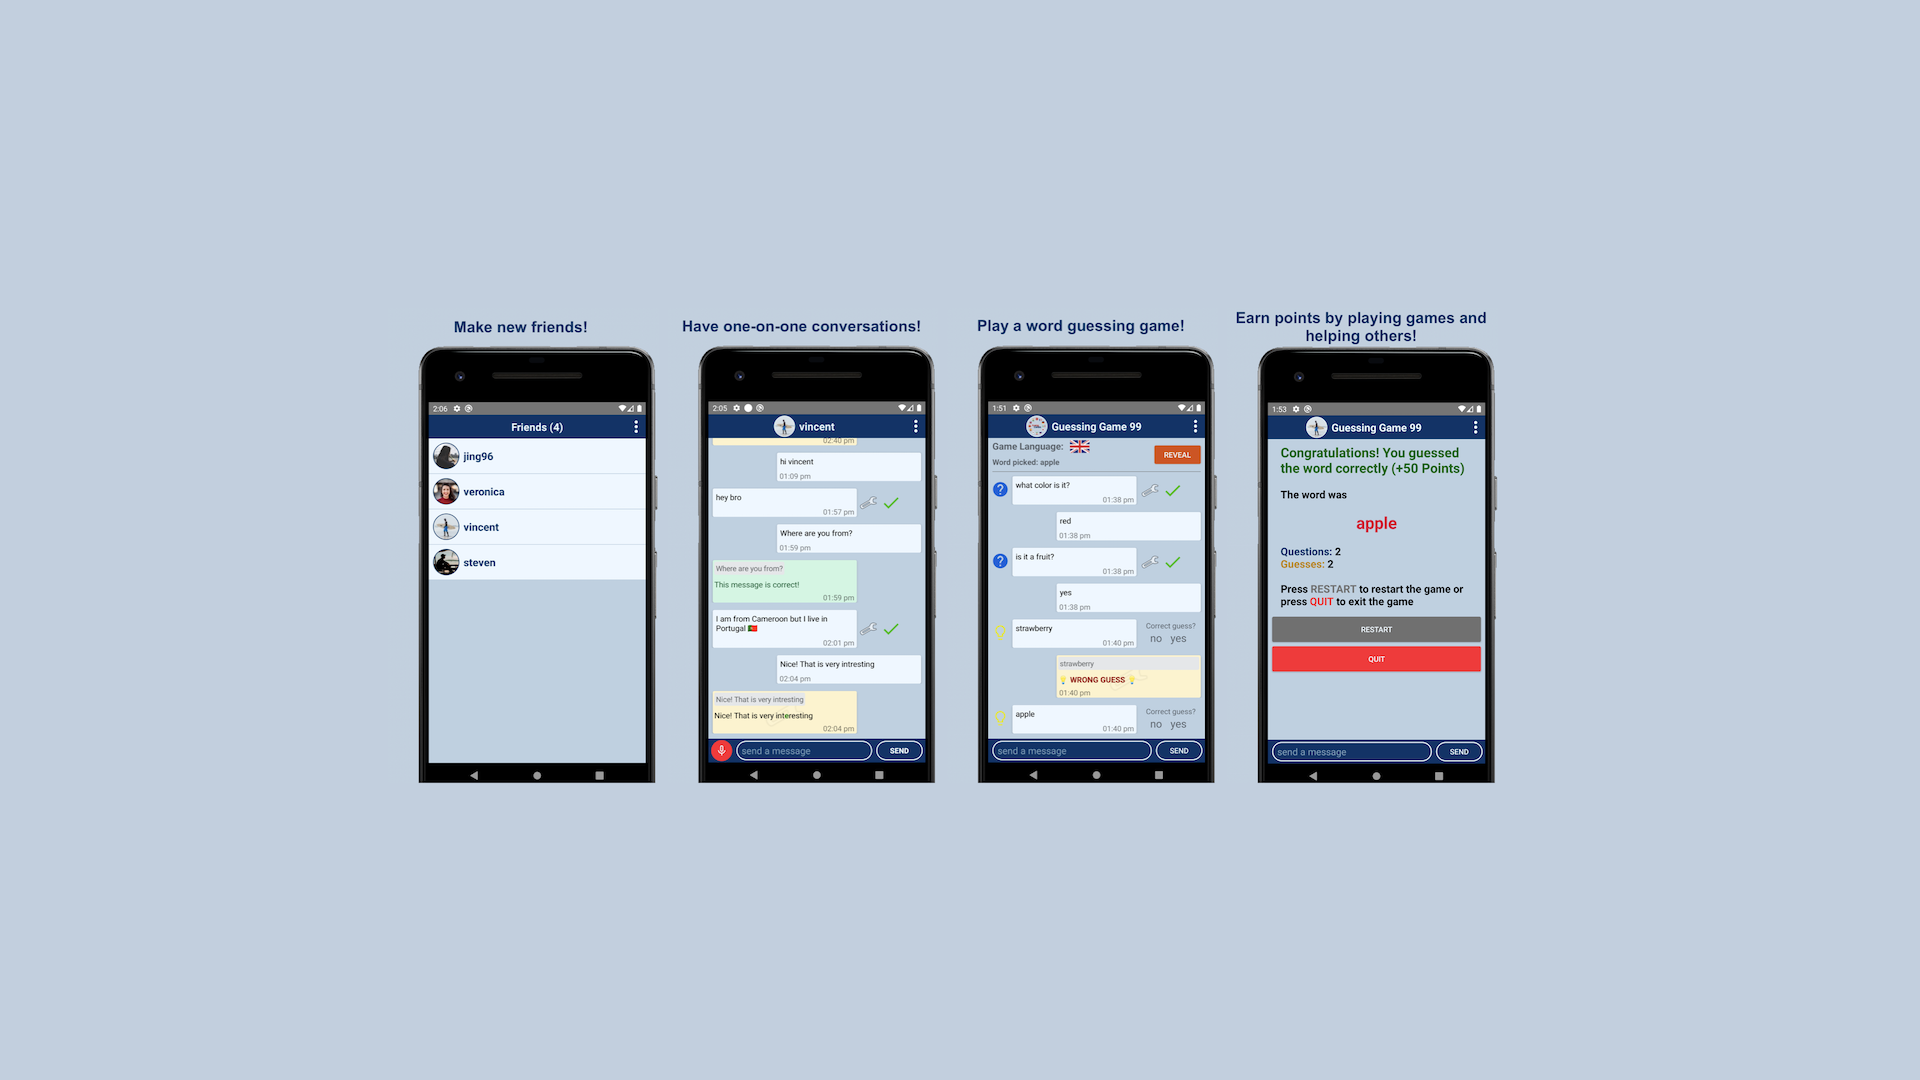 Make new friends!
2:06
Friends (4)
jing96
veronica
vincent
steven
Have one-on-one conversations!
2:05
vincent
02:40 pm
hi vincent
01:09 pm
hey bro
01:57 pm
Where are you from?
01:59 pm
Where are you from?
This message is correct!
01:59 pm
I am from Cameroon but I live in
Portugal 🇵🇹
02:01 pm
Nice! That is very intresting
02:04 pm
Nice! That is very intresting
Nice! That is very interesting
02:04 pm
send a message
SEND
Play a word guessing game!
1:51
Guessing Game 99
Game Language:
Word picked: apple
REVEAL
what color is it?
01:38 pm
red
01:38 pm
is it a fruit?
01:38 pm
yes
01:38 pm
strawberry
01:40 pm
Correct guess?
no yes
strawberry
💡 WRONG GUESS 💡
01:40 pm
apple
01:40 pm
Correct guess?
no yes
send a message
SEND
Earn points by playing games and
helping others!
1:53
Guessing Game 99
Congratulations! You guessed
the word correctly (+50 Points)
The word was
apple
Questions: 2
Guesses: 2
Press RESTART to restart the game or
press QUIT to exit the game
RESTART
QUIT
send a message
SEND